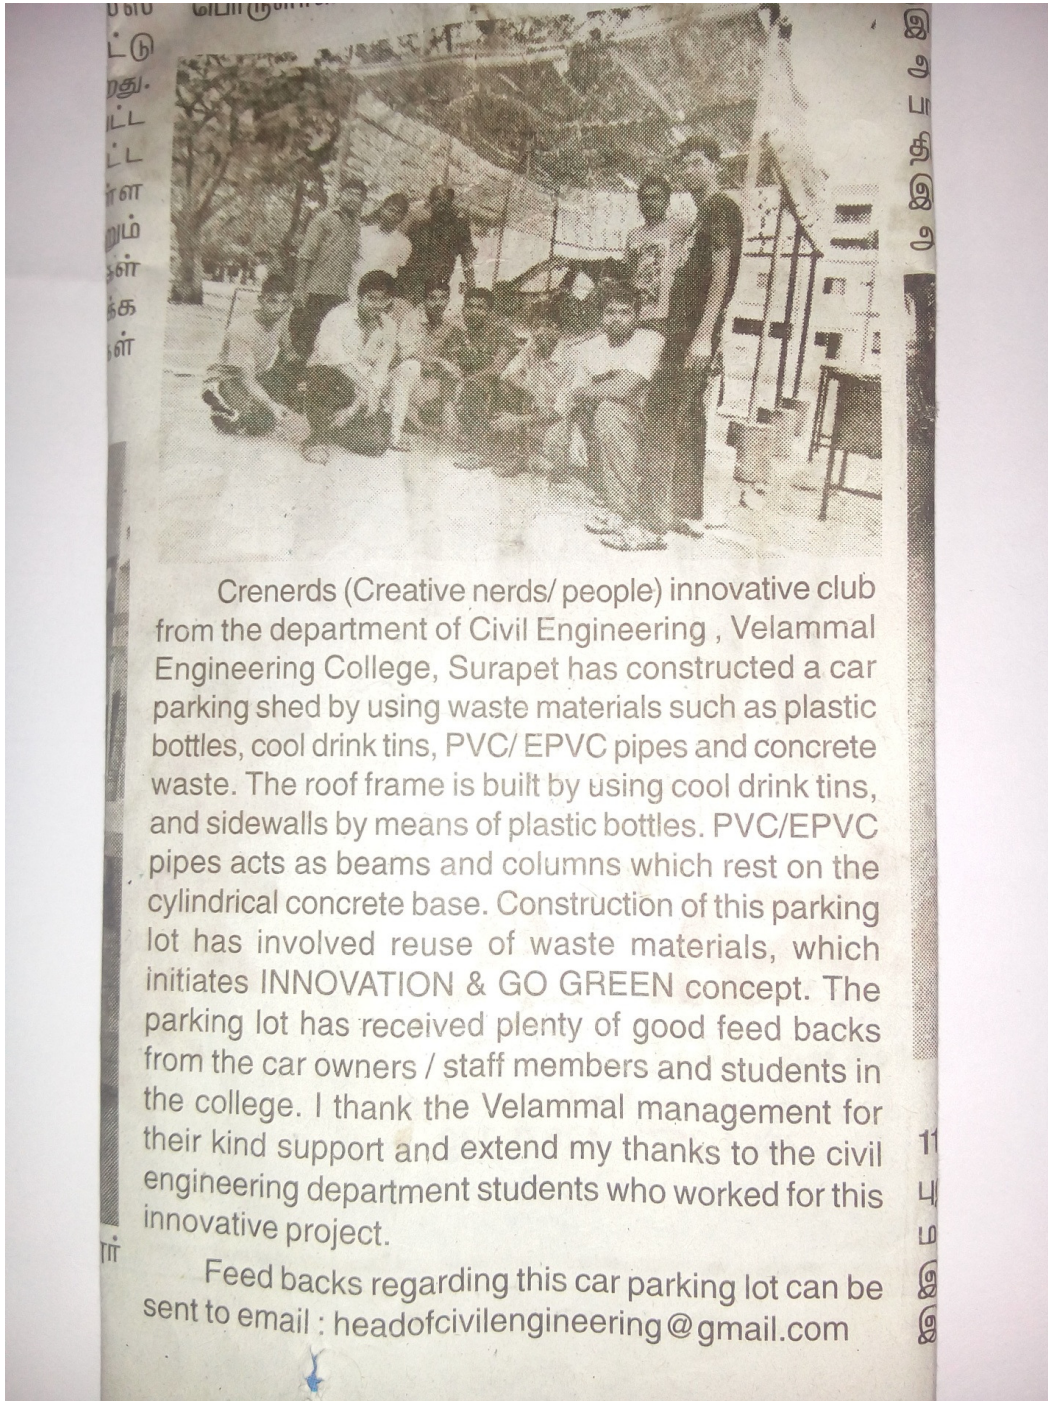 பொருளா
ட்டு
றது.
ட்ட
ட்ட
ள்ள
னும்
கள்
க்க
கள்
Crenerds (Creative nerds/ people) innovative club
from the department of Civil Engineering , Velammal
Engineering College, Surapet has constructed a car
parking shed by using waste materials such as plastic
bottles, cool drink tins, PVC/ EPVC pipes and concrete
waste. The roof frame is built by using cool drink tins,
and sidewalls by means of plastic bottles. PVC/EPVC
pipes acts as beams and columns which rest on the
cylindrical concrete base. Construction of this parking
lot has involved reuse of waste materials, which
initiates INNOVATION & GO GREEN concept. The
parking lot has received plenty of good feed backs
from the car owners / staff members and students in
the college. I thank the Velammal management for
their kind support and extend my thanks to the civil
engineering department students who worked for this
innovative project.
Feed backs regarding this car parking lot can be
sent to email : headofcivilengineering@gmail.com
ார்
11